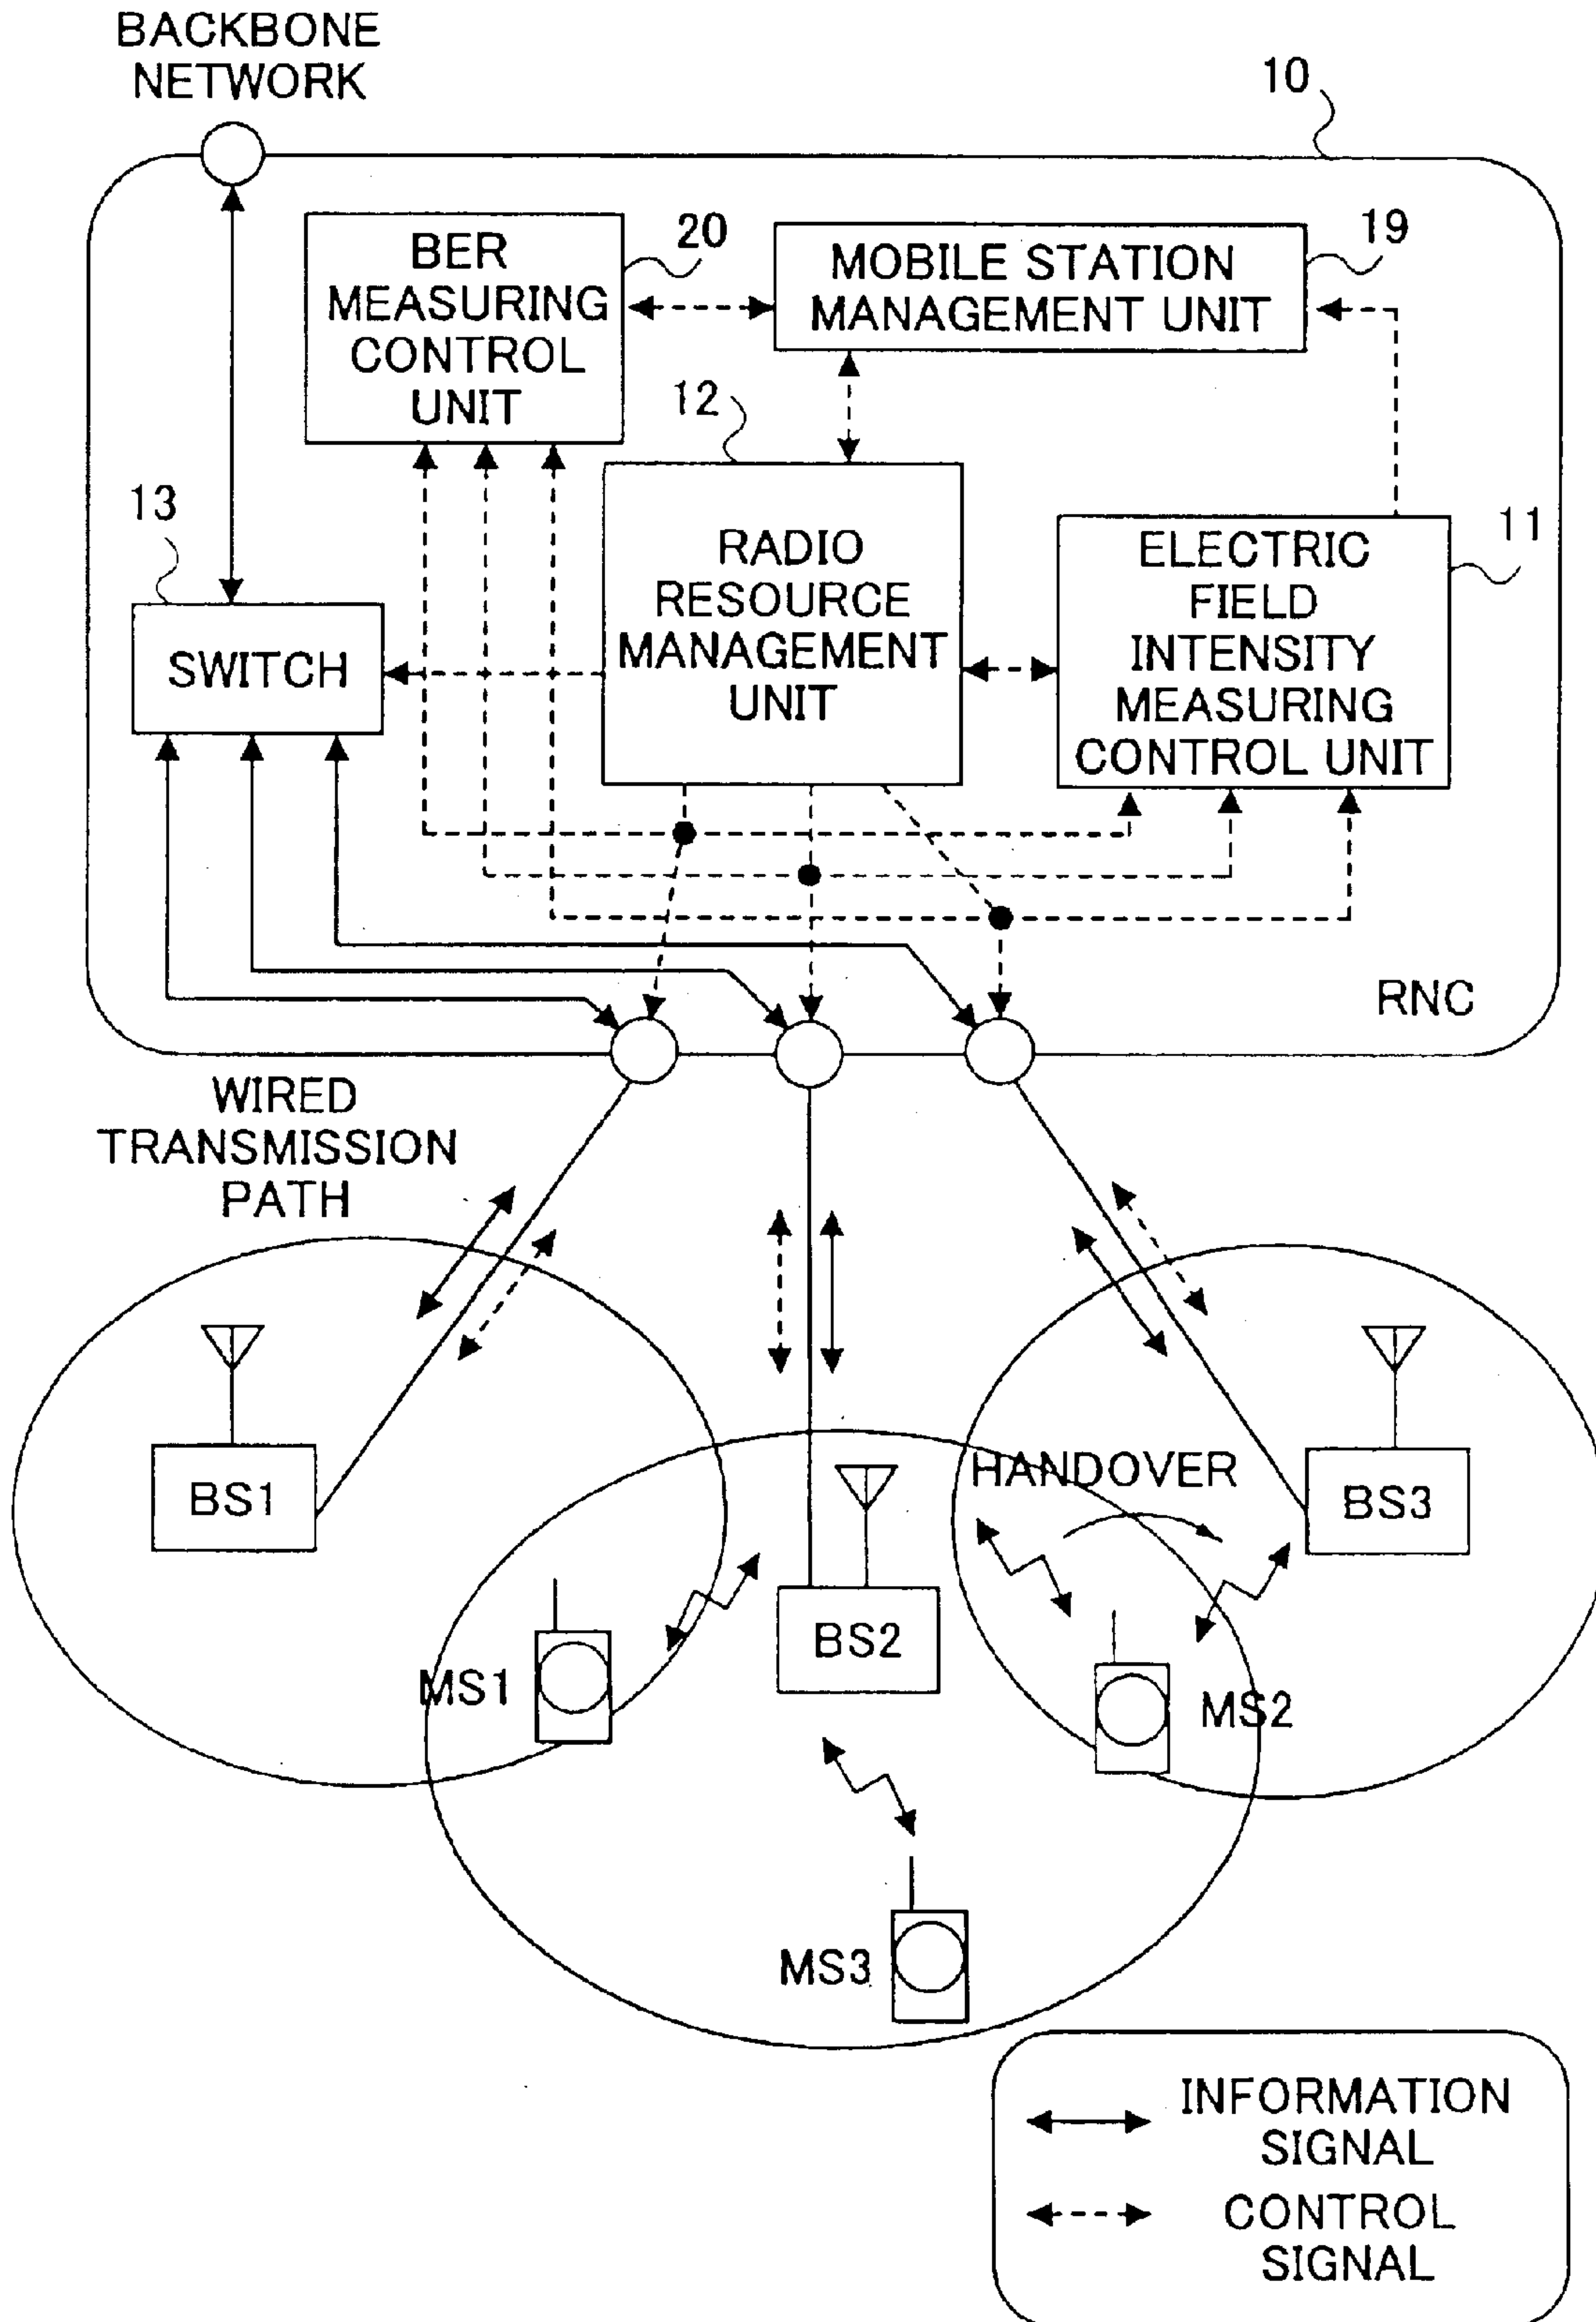 BACKBONE
NETWORK
10
BER
MEASURING
CONTROL
UNIT
20
MOBILE STATION
MANAGEMENT UNIT
19
12
13
RADIO
RESOURCE
MANAGEMENT
UNIT
11
ELECTRIC
FIELD
INTENSITY
MEASURING
CONTROL UNIT
SWITCH
RNC
WIRED
TRANSMISSION
PATH
HANDOVER
BS1
BS2
BS3
MS1
MS2
MS3
INFORMATION
SIGNAL
CONTROL
SIGNAL